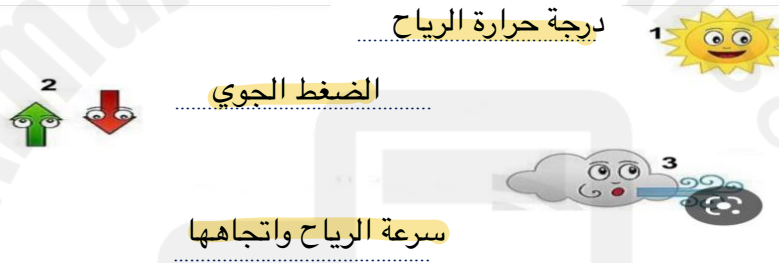 1 درجة حرارة الرياح
2 الضغط الجوي
3
سرعة الرياح واتجاهها